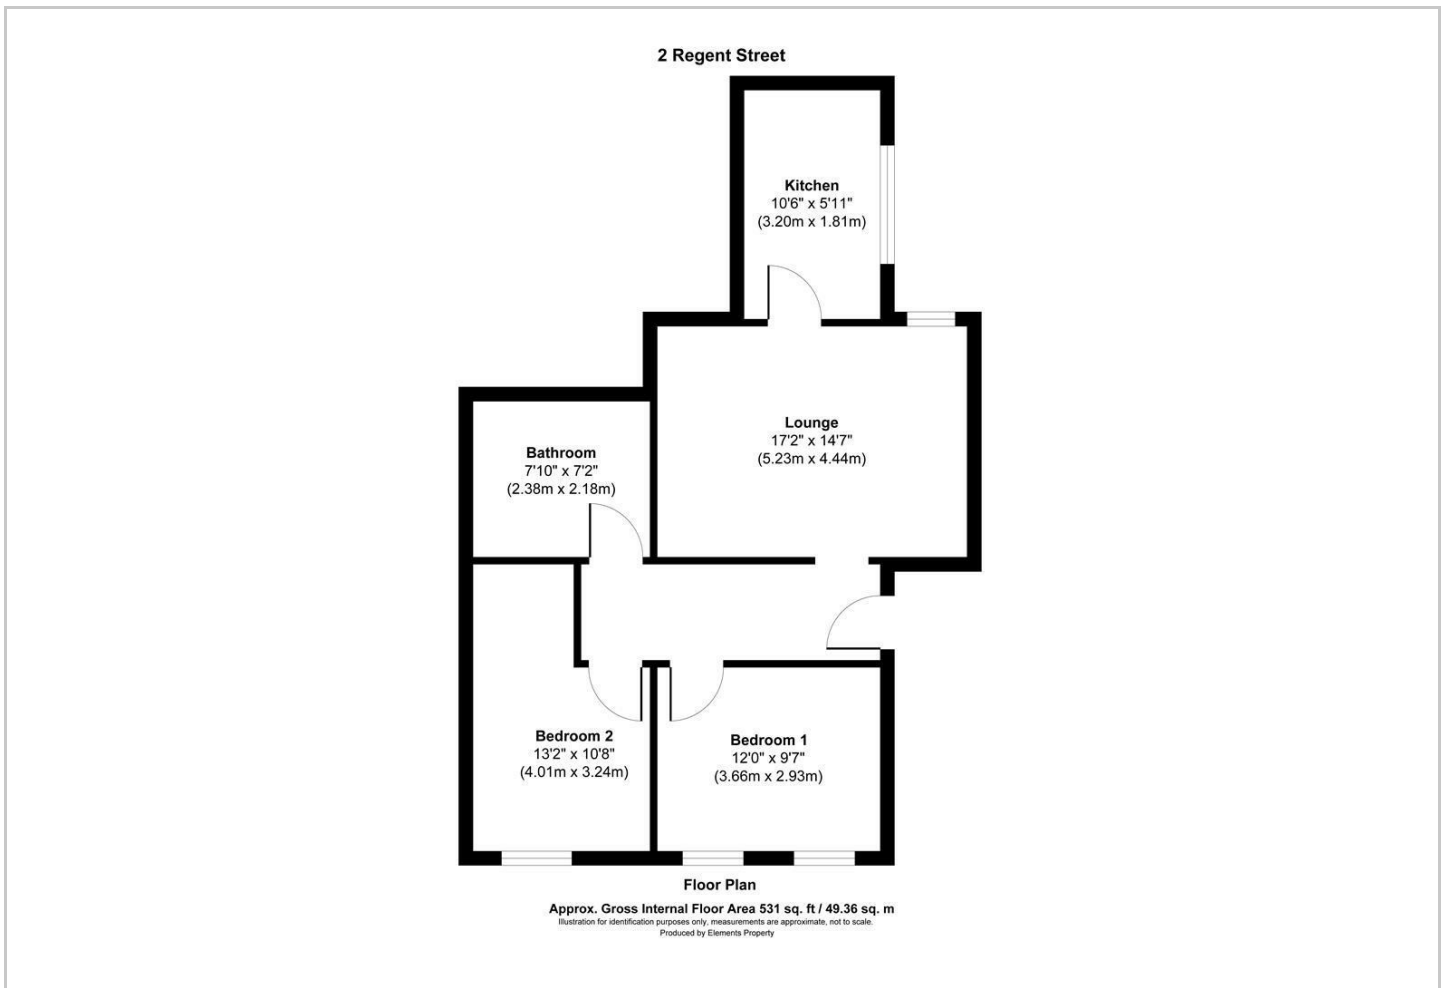 2 Regent Street
Kitchen
10'6" x 5'11"
(3.20m x 1.81m)
Lounge
17'2" x 14'7"
(5.23m x 4.44m)
Bathroom
7'10" x 7'2"
(2.38m x 2.18m)
Bedroom 2
13'2" x 10'8"
(4.01m x 3.24m)
Bedroom 1
12'0" x 9'7"
(3.66m x 2.93m)
Floor Plan
Approx. Gross Internal Floor Area 531 sq. ft / 49.36 sq. m
Illustration for identification purposes only, measurements are approximate, not to scale.
Produced by Elements Property